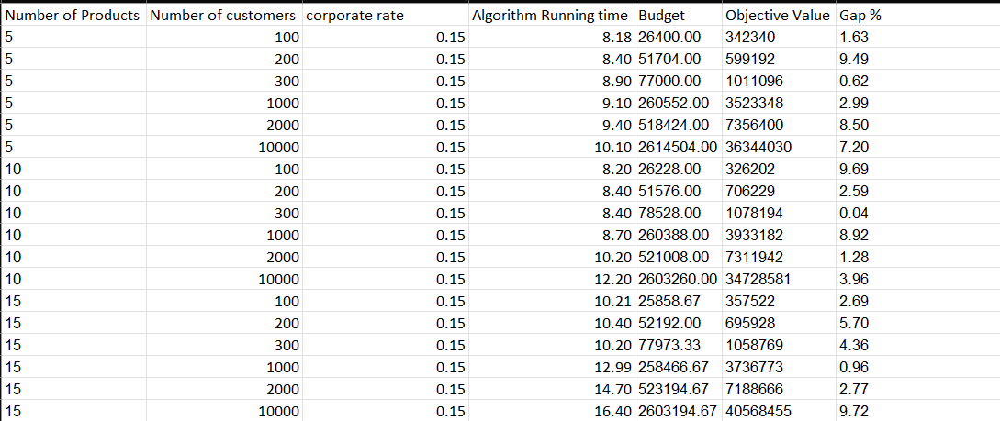 Number of Products Number of customers corporate rate Algorithm Running time Budget Objective Value Gap %
5 100 0.15 8.18 26400.00 342340 1.63
5 200 0.15 8.40 51704.00 599192 9.49
5 300 0.15 8.90 77000.00 1011096 0.62
5 1000 0.15 9.10 260552.00 3523348 2.99
5 2000 0.15 9.40 518424.00 7356400 8.50
5 10000 0.15 10.10 2614504.00 36344030 7.20
10 100 0.15 8.20 26228.00 326202 9.69
10 200 0.15 8.40 51576.00 706229 2.59
10 300 0.15 8.40 78528.00 1078194 0.04
10 1000 0.15 8.70 260388.00 3933182 8.92
10 2000 0.15 10.20 521008.00 7311942 1.28
10 10000 0.15 12.20 2603260.00 34728581 3.96
15 100 0.15 10.21 25858.67 357522 2.69
15 200 0.15 10.40 52192.00 695928 5.70
15 300 0.15 10.20 77973.33 1058769 4.36
15 1000 0.15 12.99 258466.67 3736773 0.96
15 2000 0.15 14.70 523194.67 7188666 2.77
15 10000 0.15 16.40 2603194.67 40568455 9.72